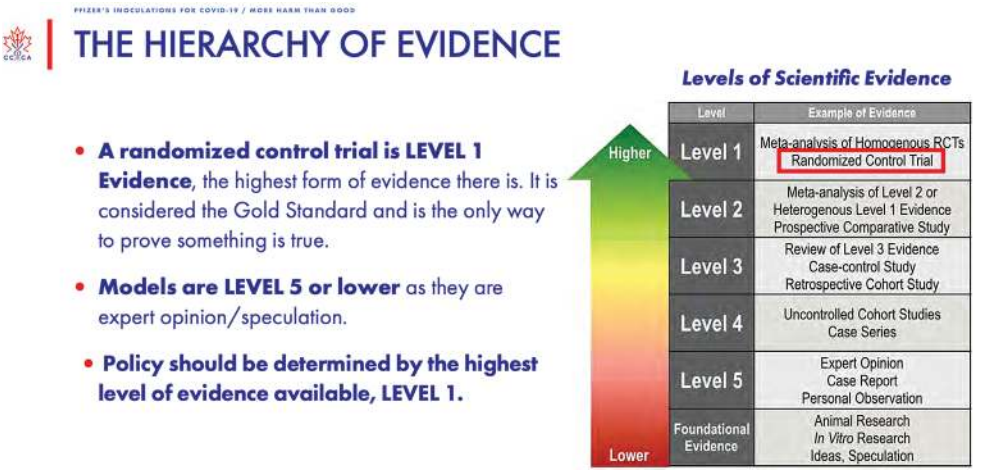 PFIZER'S INOCULATIONS FOR COVID-19 / MORE HARM THAN GOOD
CCCA
THE HIERARCHY OF EVIDENCE
• A randomized control trial is LEVEL 1
Evidence, the highest form of evidence there is. It is
considered the Gold Standard and is the only way
to prove something is true.
• Models are LEVEL 5 or lower as they are
expert opinion/speculation.
• Policy should be determined by the highest
level of evidence available, LEVEL 1.
Levels of Scientific Evidence
Level Example of Evidence
Higher
Level 1
Meta-analysis of Homogenous RCTs
Randomized Control Trial
Level 2
Meta-analysis of Level 2 or
Heterogenous Level 1 Evidence
Prospective Comparative Study
Level 3
Review of Level 3 Evidence
Case-control Study
Retrospective Cohort Study
Level 4
Uncontrolled Cohort Studies
Case Series
Level 5
Expert Opinion
Case Report
Personal Observation
Foundational
Evidence
Animal Research
In Vitro Research
Ideas, Speculation
Lower